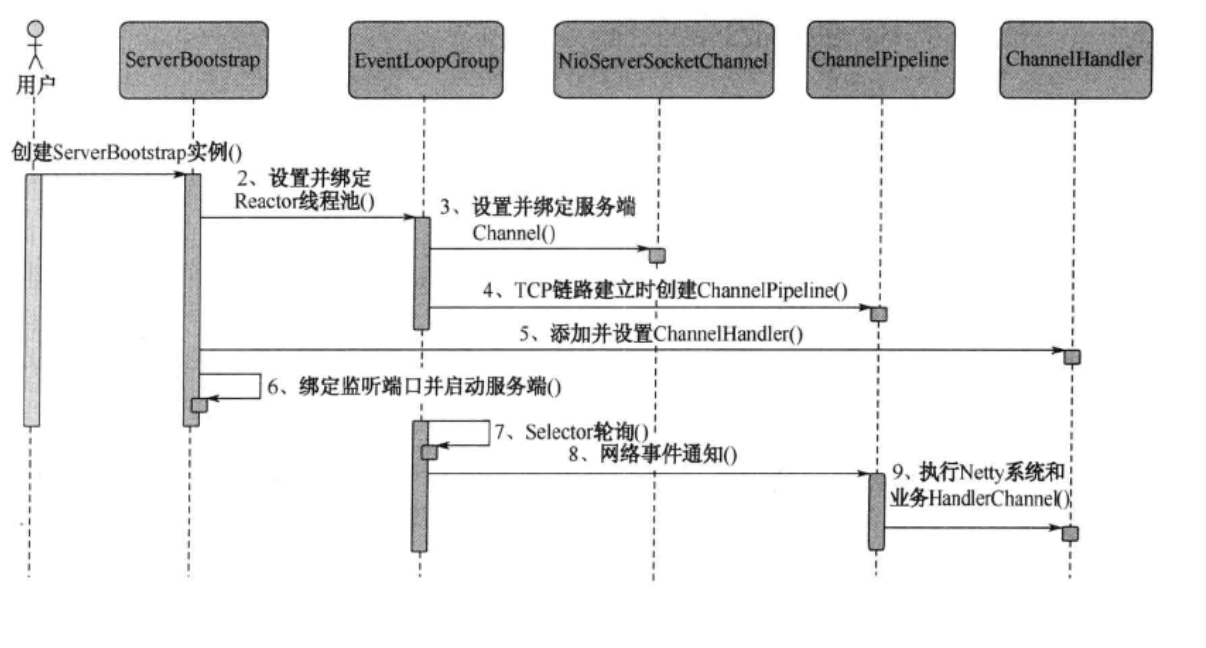 用户
ServerBootstrap
EventLoopGroup
NioServerSocketChannel
ChannelPipeline
ChannelHandler
创建ServerBootstrap实例()
2、设置并绑定
Reactor线程池()
3、设置并绑定服务端
Channel()
4、TCP链路建立时创建ChannelPipeline()
5、添加并设置ChannelHandler()
6、绑定监听端口并启动服务端()
7、Selector轮询()
8、网络事件通知()
9、执行Netty系统和
业务HandlerChannel()